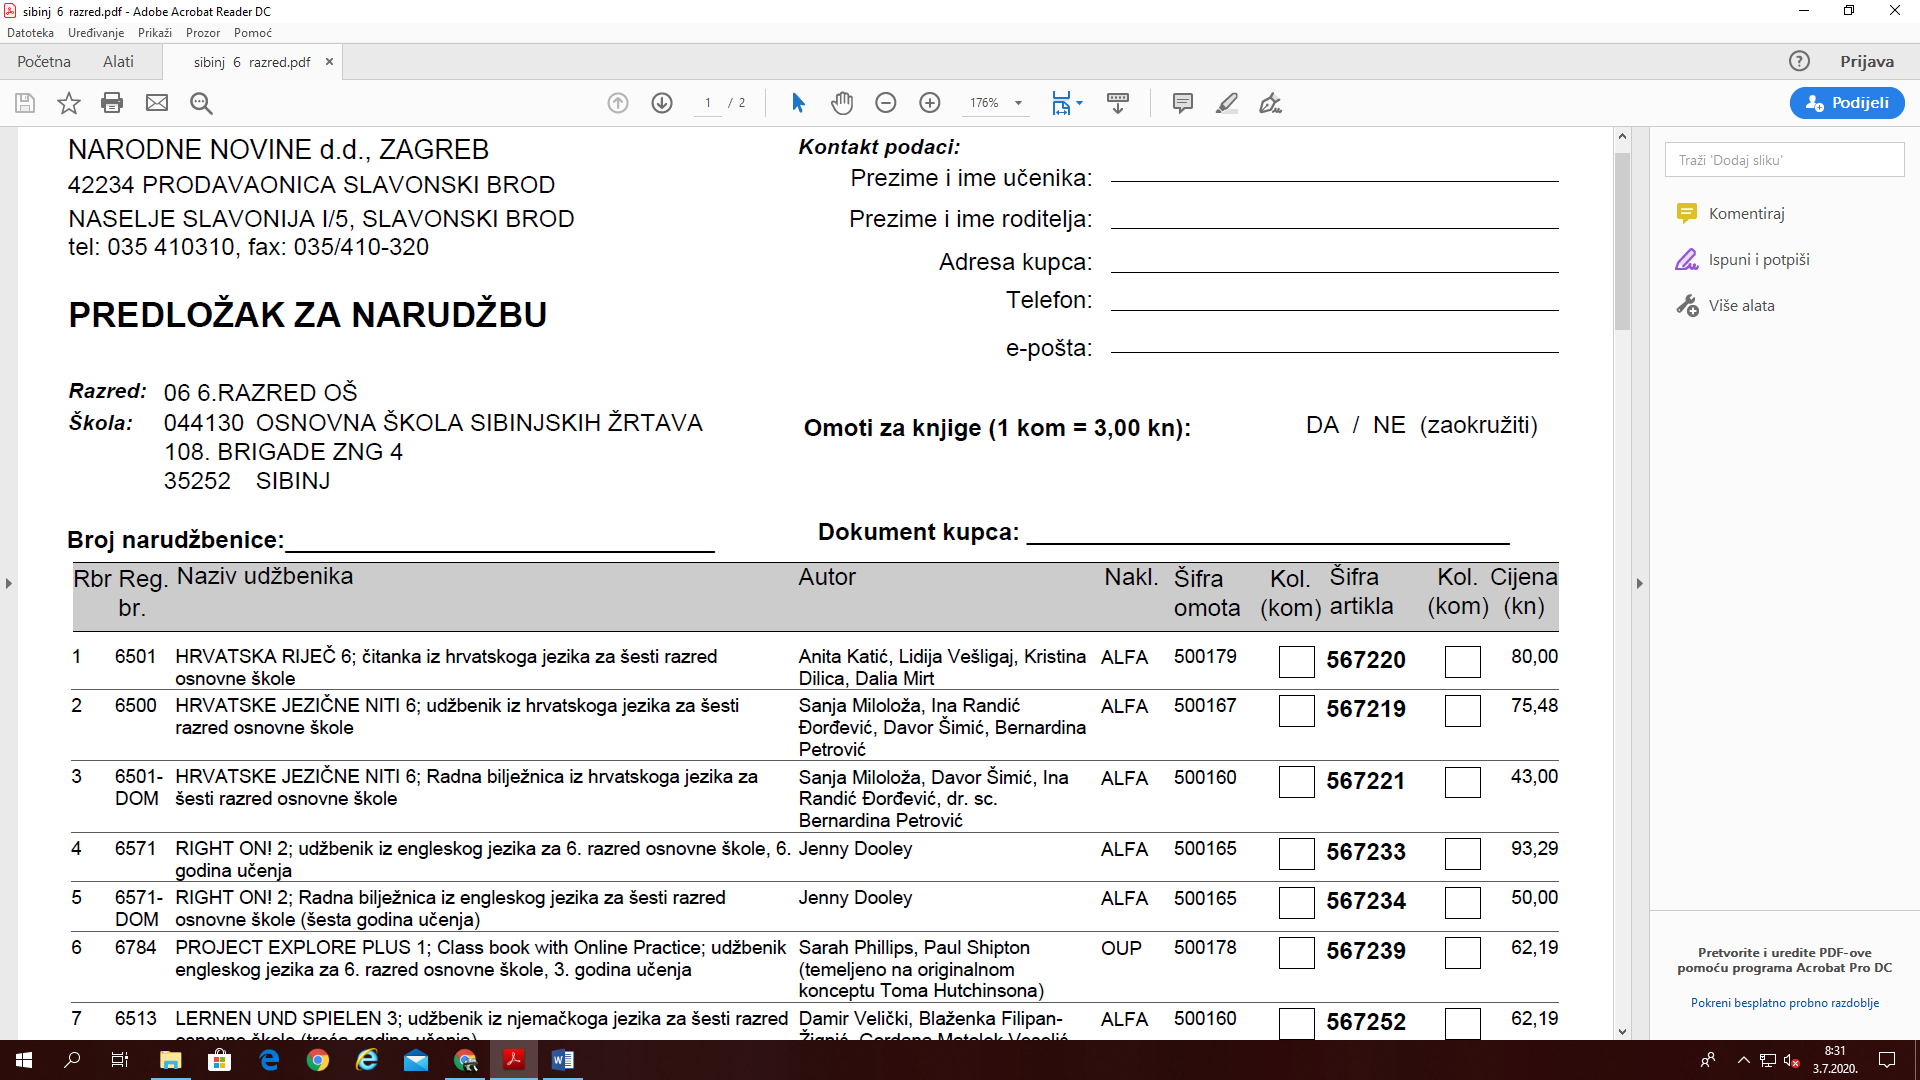 sibinj  6  razred.pdf - Adobe Acrobat Reader DC
Datoteka Uređivanje Prikaži Prozor Pomoć
Početna Alati sibinj  6  razred.pdf × Prijava
1 / 2 176% Podijeli
NARODNE NOVINE d.d., ZAGREB
42234 PRODAVAONICA SLAVONSKI BROD
NASELJE SLAVONIJA I/5, SLAVONSKI BROD
tel: 035 410310, fax: 035/410-320
Kontakt podaci:
Prezime i ime učenika:
Prezime i ime roditelja:
Adresa kupca:
Telefon:
e-pošta:
PREDLOŽAK ZA NARUDŽBU
Razred: 06 6.RAZRED OŠ
Škola: 044130  OSNOVNA ŠKOLA SIBINJSKIH ŽRTAVA
108. BRIGADE ZNG 4
35252    SIBINJ
Omoti za knjige (1 kom = 3,00 kn): DA  /  NE  (zaokružiti)
Broj narudžbenice:
Dokument kupca:
Rbr Reg. Naziv udžbenika Autor Nakl. Šifra Kol. Šifra Kol. Cijena
br. omota (kom) artikla (kom) (kn)
1 6501 HRVATSKA RIJEČ 6; čitanka iz hrvatskoga jezika za šesti razred Anita Katić, Lidija Vešligaj, Kristina ALFA 500179 567220 80,00
osnovne škole Dilica, Dalia Mirt
2 6500 HRVATSKE JEZIČNE NITI 6; udžbenik iz hrvatskoga jezika za šesti Sanja Miloloža, Ina Randić ALFA 500167 567219 75,48
razred osnovne škole Đorđević, Davor Šimić, Bernardina
Petrović
3 6501- HRVATSKE JEZIČNE NITI 6; Radna bilježnica iz hrvatskoga jezika za Sanja Miloloža, Davor Šimić, Ina ALFA 500160 567221 43,00
DOM šesti razred osnovne škole Randić Đorđević, dr. sc.
Bernardina Petrović
4 6571 RIGHT ON! 2; udžbenik iz engleskog jezika za 6. razred osnovne škole, 6. Jenny Dooley ALFA 500165 567233 93,29
godina učenja
5 6571- RIGHT ON! 2; Radna bilježnica iz engleskog jezika za šesti razred Jenny Dooley ALFA 500165 567234 50,00
DOM osnovne škole (šesta godina učenja)
6 6784 PROJECT EXPLORE PLUS 1; Class book with Online Practice; udžbenik Sarah Phillips, Paul Shipton OUP 500178 567239 62,19
engleskog jezika za 6. razred osnovne škole, 3. godina učenja (temeljeno na originalnom
konceptu Toma Hutchinsona)
7 6513 LERNEN UND SPIELEN 3; udžbenik iz njemačkoga jezika za šesti razred Damir Velički, Blaženka Filipan- ALFA 500160 567252 62,19
osnovne škole (treća godina učenja) Žignić, Gordana Matolek Veselić
Traži 'Dodaj sliku'
Komentiraj
Ispuni i potpiši
Više alata
Pretvorite i uredite PDF-ove
pomoću programa Acrobat Pro DC
Pokreni besplatno probno razdoblje
8:31
3.7.2020.